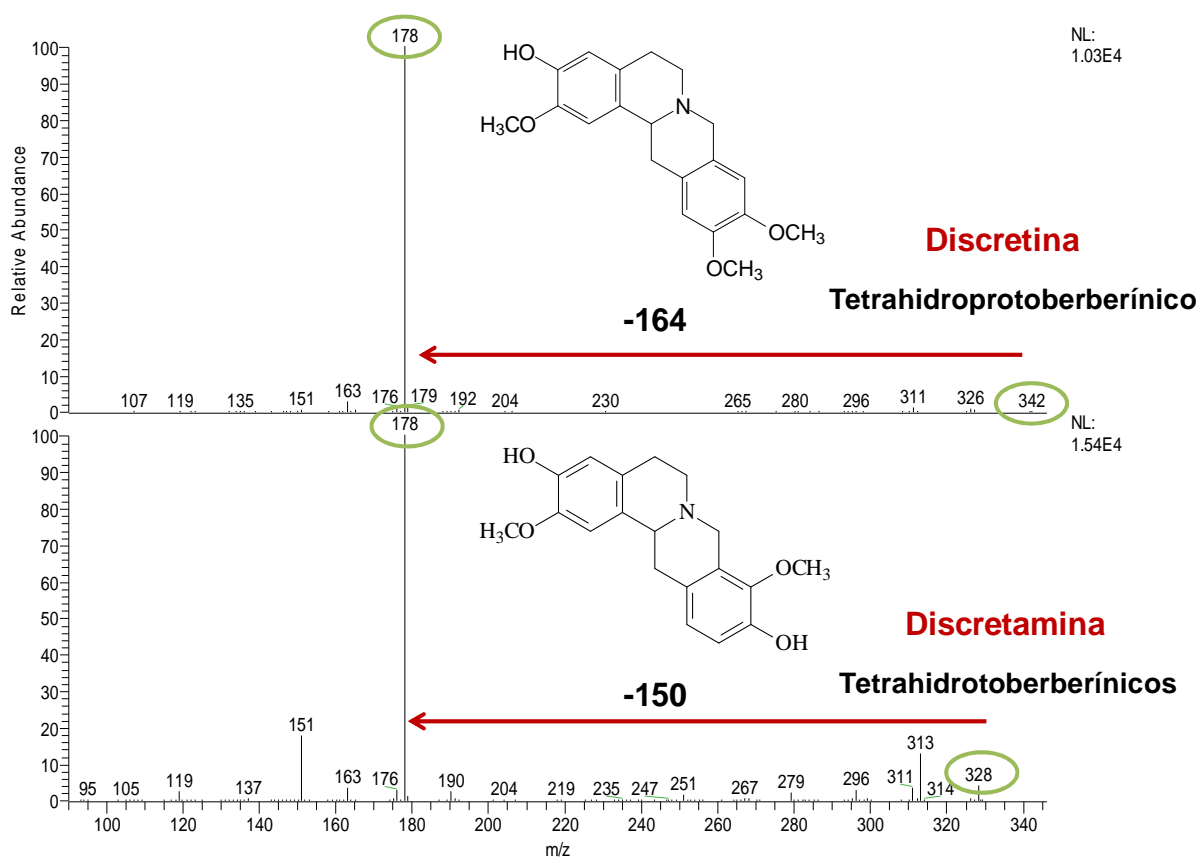 NL:
1.03E4
178
100
90
80
70
60
50
40
30
20
10
0
Relative Abundance
HO
H3CO
N
OCH3
OCH3
Discretina
Tetrahidroprotoberberínico
-164
107 119 135 151 163 176 179 192 204 230 265 280 296 311 326 342
NL:
1.54E4
178
100
90
80
70
60
50
40
30
20
10
0
HO
H3CO
N
OCH3
OH
Discretamina
Tetrahidrotoberberínicos
-150
95 105 119 137 151 163 176 190 204 219 235 247 251 267 279 296 311 313 314 328
100 120 140 160 180 200 220 240 260 280 300 320 340
m/z